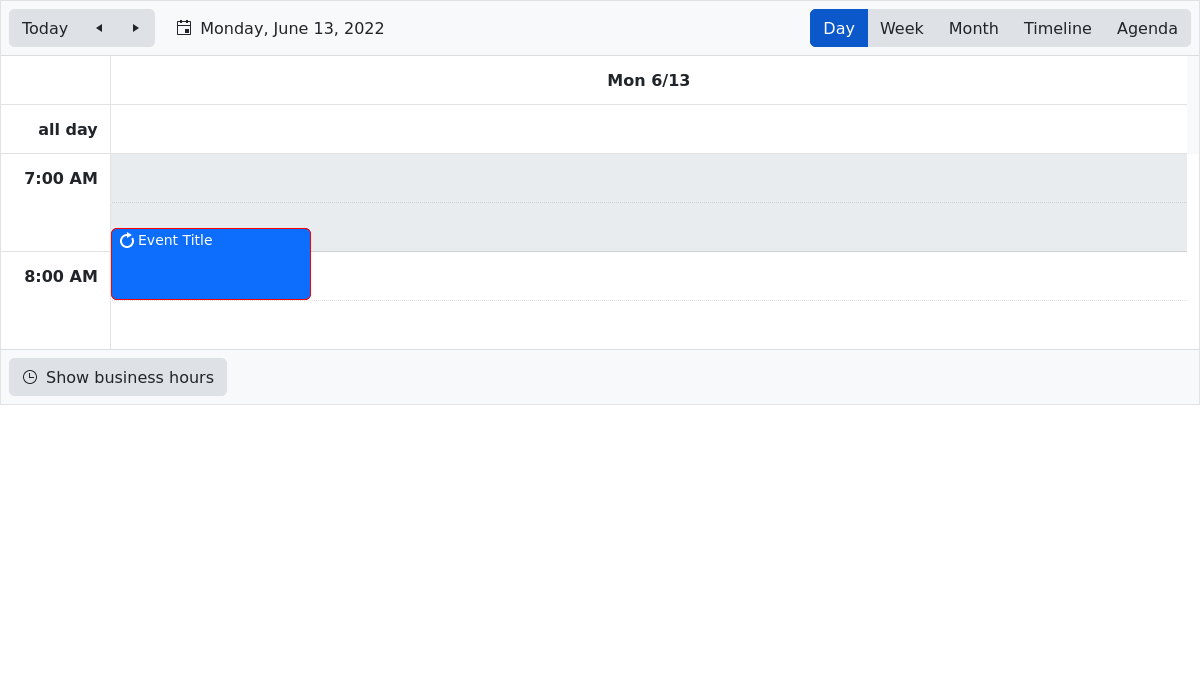 Today Monday, June 13, 2022 Day Week Month Timeline Agenda
Mon 6/13
all day
7:00 AM
Event Title
8:00 AM
Show business hours